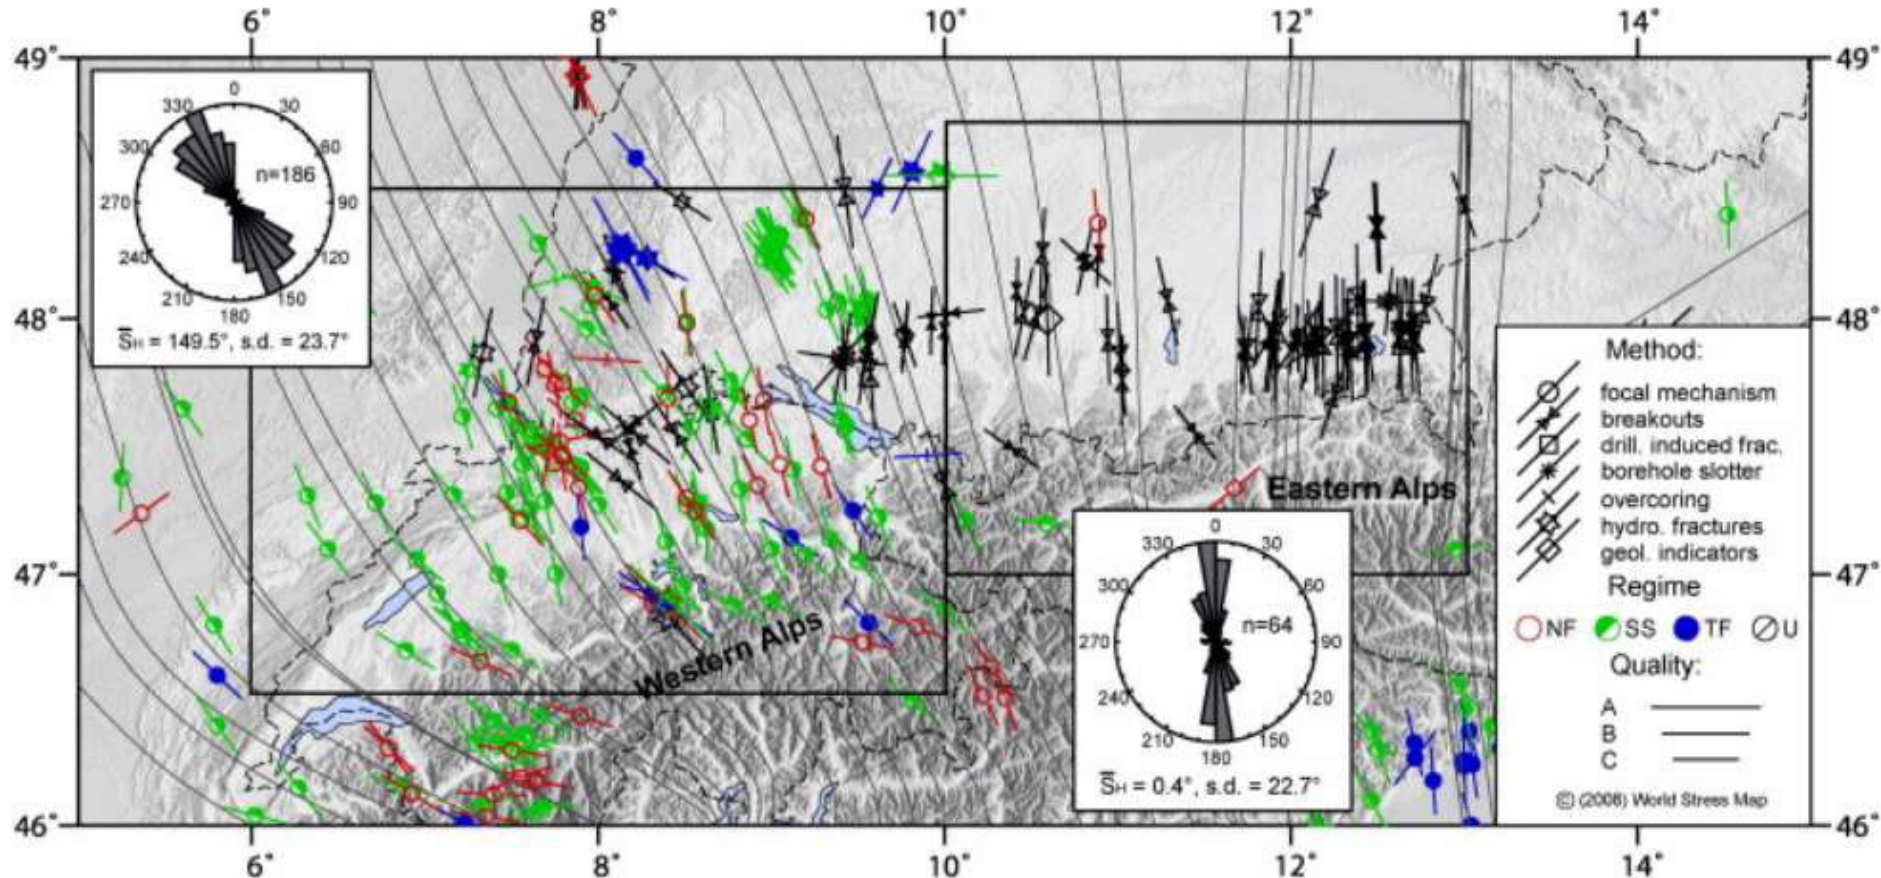 6° 8° 10° 12° 14°
49° 49°
0
330 30
300 60
n=186
270 90
240 120
210 150
180
S̅H = 149.5°, s.d. = 23.7°
48° 48°
Method:
focal mechanism
breakouts
drill. induced frac.
borehole slotter
overcoring
hydro. fractures
geol. indicators
Regime
NF SS TF U
Quality:
A
B
C
© (2008) World Stress Map
Eastern Alps
47° 47°
0
330 30
300 60
n=64
270 90
240 120
210 150
180
S̅H = 0.4°, s.d. = 22.7°
Western Alps
46° 46°
6° 8° 10° 12° 14°